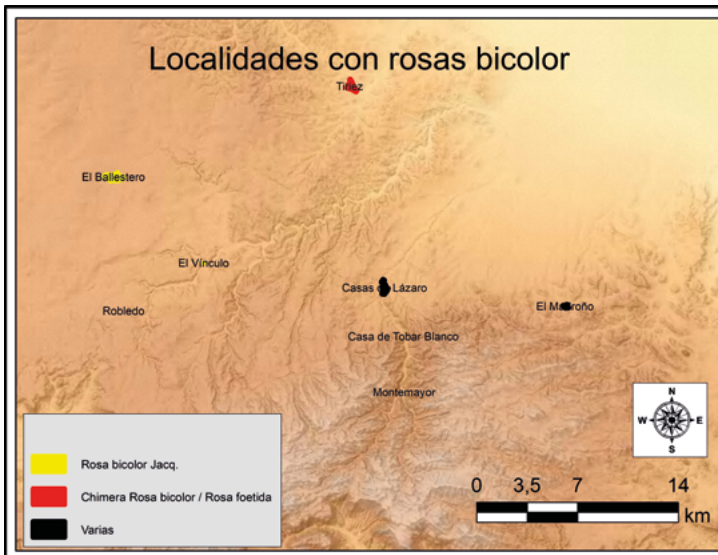 Localidades con rosas bicolor
Tiriez
El Ballestero
El Vínculo
Casas de Lázaro
Robledo
El Madroño
Casa de Tobar Blanco
Montemayor
N
W E
S
Rosa bicolor Jacq.
Chimera Rosa bicolor / Rosa foetida
Varias
0 3,5 7 14
km